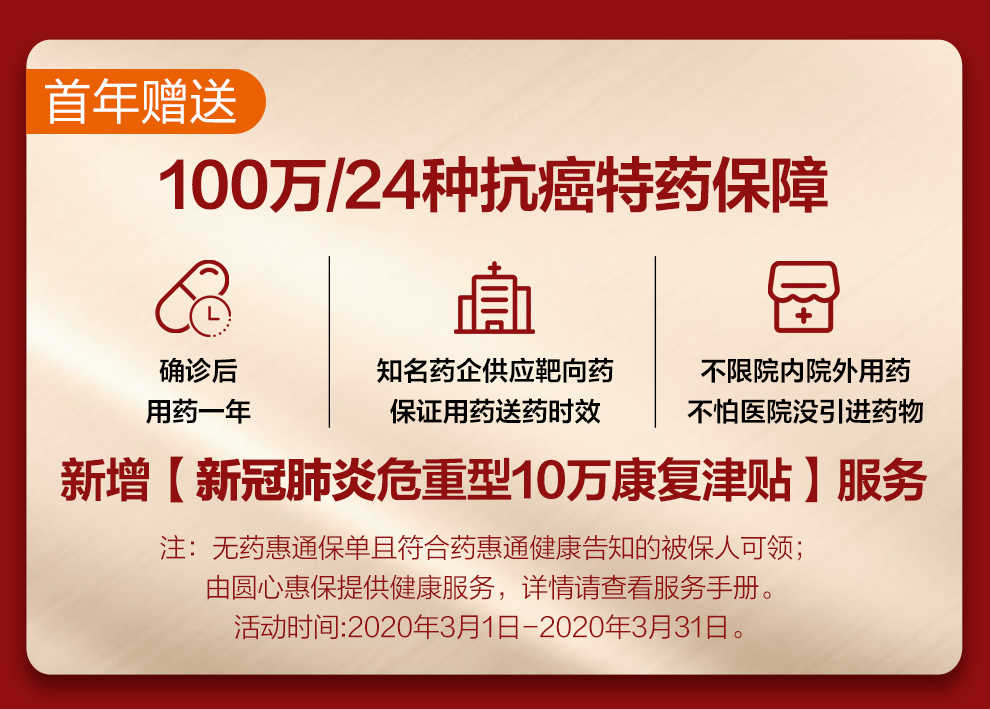 首年赠送
100万/24种抗癌特药保障
确诊后
用药一年
知名药企供应靶向药
保证用药送药时效
不限院内院外用药
不怕医院没引进药物
新增【新冠肺炎危重型10万康复津贴】服务
注：无药惠通保单且符合药惠通健康告知的被保人可领；
由圆心惠保提供健康服务，详情请查看服务手册。
活动时间:2020年3月1日-2020年3月31日。